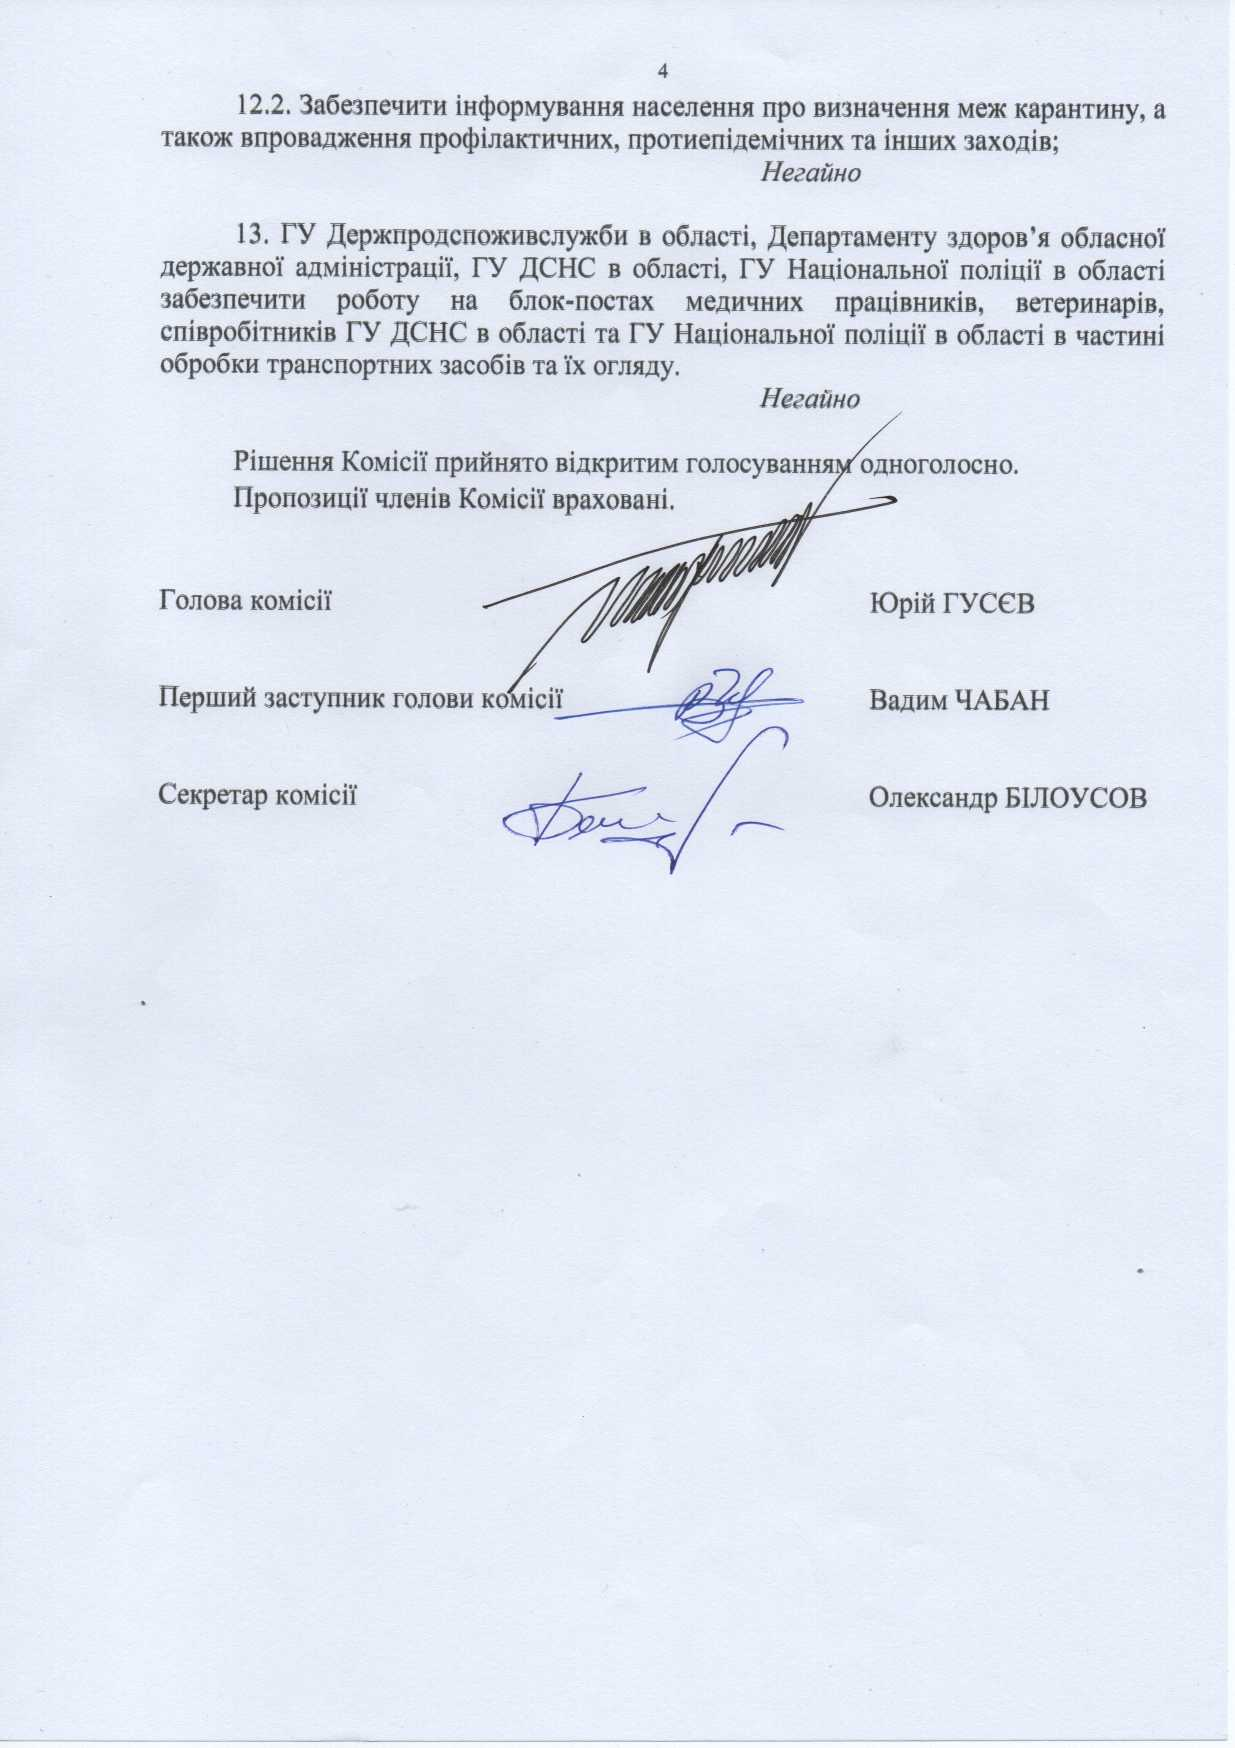 4
12.2. Забезпечити інформування населення про визначення меж карантину, а
також впровадження профілактичних, протиепідемічних та інших заходів;
Негайно
13. ГУ Держпродспоживслужби в області, Департаменту здоров’я обласної
державної адміністрації, ГУ ДСНС в області, ГУ Національної поліції в області
забезпечити роботу на блок-постах медичних працівників, ветеринарів,
співробітників ГУ ДСНС в області та ГУ Національної поліції в області в частині
обробки транспортних засобів та їх огляду.
Негайно
Рішення Комісії прийнято відкритим голосуванням одноголосно.
Пропозиції членів Комісії враховані.
Голова комісії Юрій ГУСЄВ
Перший заступник голови комісії Вадим ЧАБАН
Секретар комісії Олександр БІЛОУСОВ